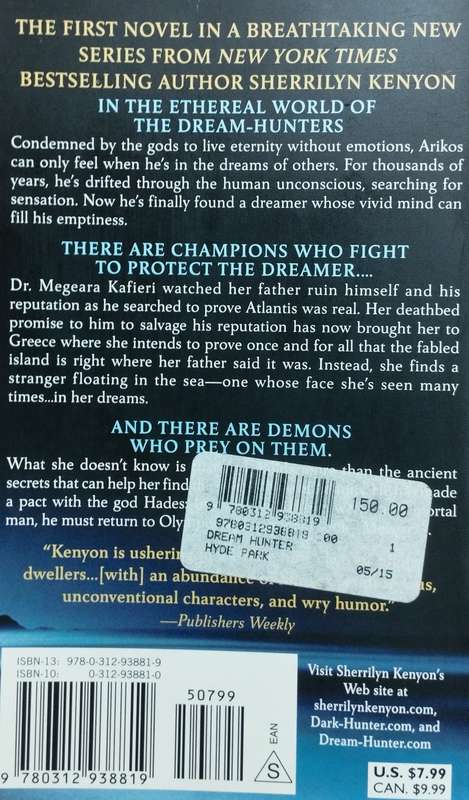 THE FIRST NOVEL IN A BREATHTAKING NEW
SERIES FROM NEW YORK TIMES
BESTSELLING AUTHOR SHERRILYN KENYON
IN THE ETHEREAL WORLD OF
THE DREAM-HUNTERS
Condemned by the gods to live eternity without emotions, Arikos
can only feel when he's in the dreams of others. For thousands of
years, he's drifted through the human unconscious, searching for
sensation. Now he's finally found a dreamer whose vivid mind can
fill his emptiness.
THERE ARE CHAMPIONS WHO FIGHT
TO PROTECT THE DREAMER....
Dr. Megeara Kafieri watched her father ruin himself and his
reputation as he searched to prove Atlantis was real. Her deathbed
promise to him to salvage his reputation has now brought her to
Greece where she intends to prove once and for all that the fabled
island is right where her father said it was. Instead, she finds a
stranger floating in the sea—one whose face she's seen many
times...in her dreams.
AND THERE ARE DEMONS
WHO PREY ON THEM.
What she doesn't know is than the ancient
secrets that can help her find
a pact with the god Hades:
man, he must return to Oly
"Kenyon is usherin
dwellers...[with] an abundance
unconventional characters, and wry humor."
—Publishers Weekly
150.00
9 780312 938819
9780312938819 :00 1
DREAM HUNTER
HYDE PARK
05/15
ISBN-13: 978-0-312-93881-9
ISBN-10: 0-312-93881-0
50799
9 780312 938819
EAN
S
Visit Sherrilyn Kenyon's
Web site at
sherrilynkenyon.com,
Dark-Hunter.com, and
Dream-Hunter.com
U.S. $7.99
CAN. $9.99